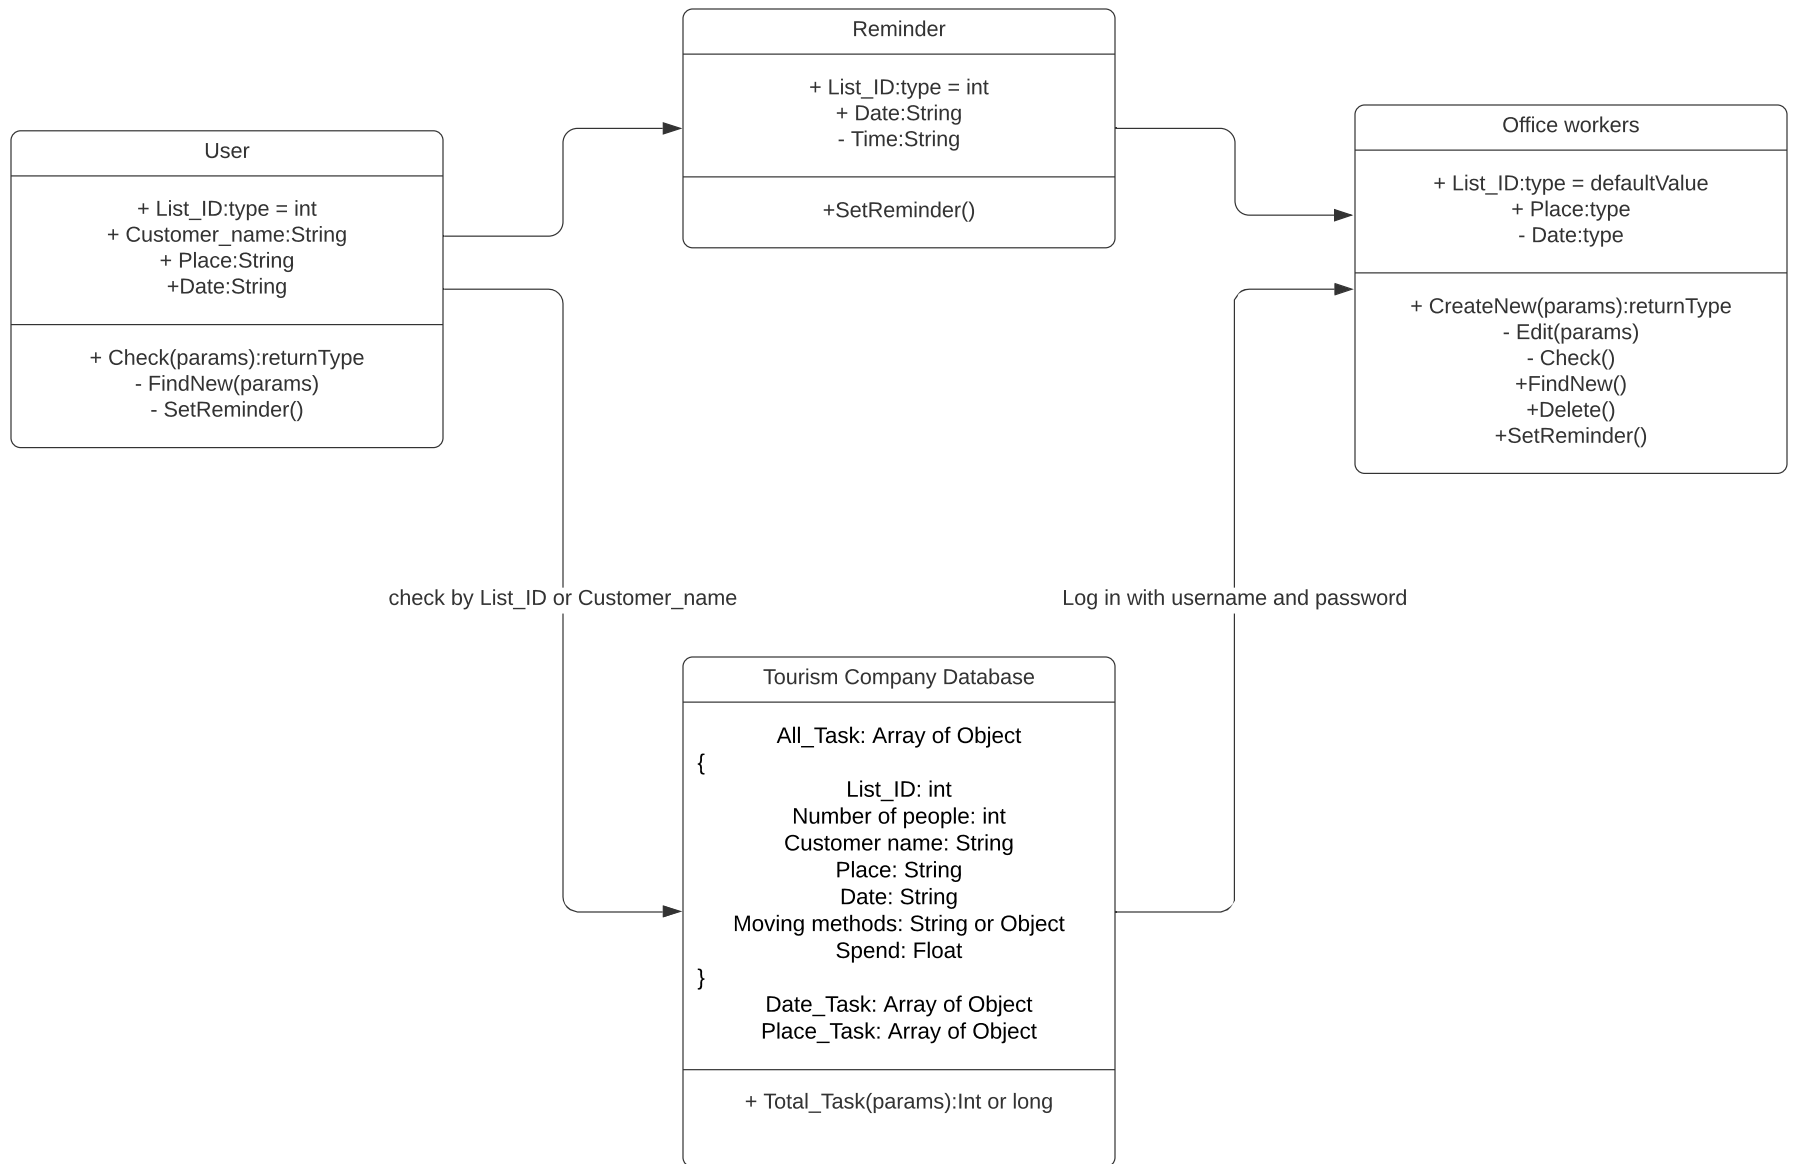 Reminder
+ List_ID:type = int
+ Date:String
- Time:String
+SetReminder()
Office workers
+ List_ID:type = defaultValue
+ Place:type
- Date:type
+ CreateNew(params):returnType
- Edit(params)
- Check()
+FindNew()
+Delete()
+SetReminder()
User
+ List_ID:type = int
+ Customer_name:String
+ Place:String
+Date:String
+ Check(params):returnType
- FindNew(params)
- SetReminder()
check by List_ID or Customer_name
Log in with username and password
Tourism Company Database
All_Task: Array of Object
{
List_ID: int
Number of people: int
Customer name: String
Place: String
Date: String
Moving methods: String or Object
Spend: Float
}
Date_Task: Array of Object
Place_Task: Array of Object
+ Total_Task(params):Int or long